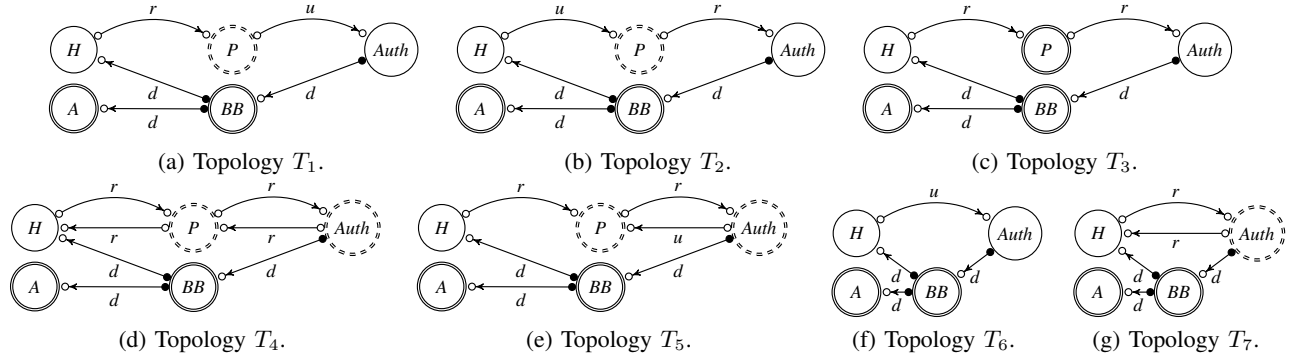 r u
H P Auth
d d
A BB
d
(a) Topology T₁.
u r
H P Auth
d d
A BB
d
(b) Topology T₂.
r r
H P Auth
d d
A BB
d
(c) Topology T₃.
r r
H P Auth
r r
d d
A BB
d
(d) Topology T₄.
r r
H P Auth
u
d d
A BB
d
(e) Topology T₅.
u
H Auth
d d
A BB
d
(f) Topology T₆.
r
H Auth
r
d d
A BB
d
(g) Topology T₇.